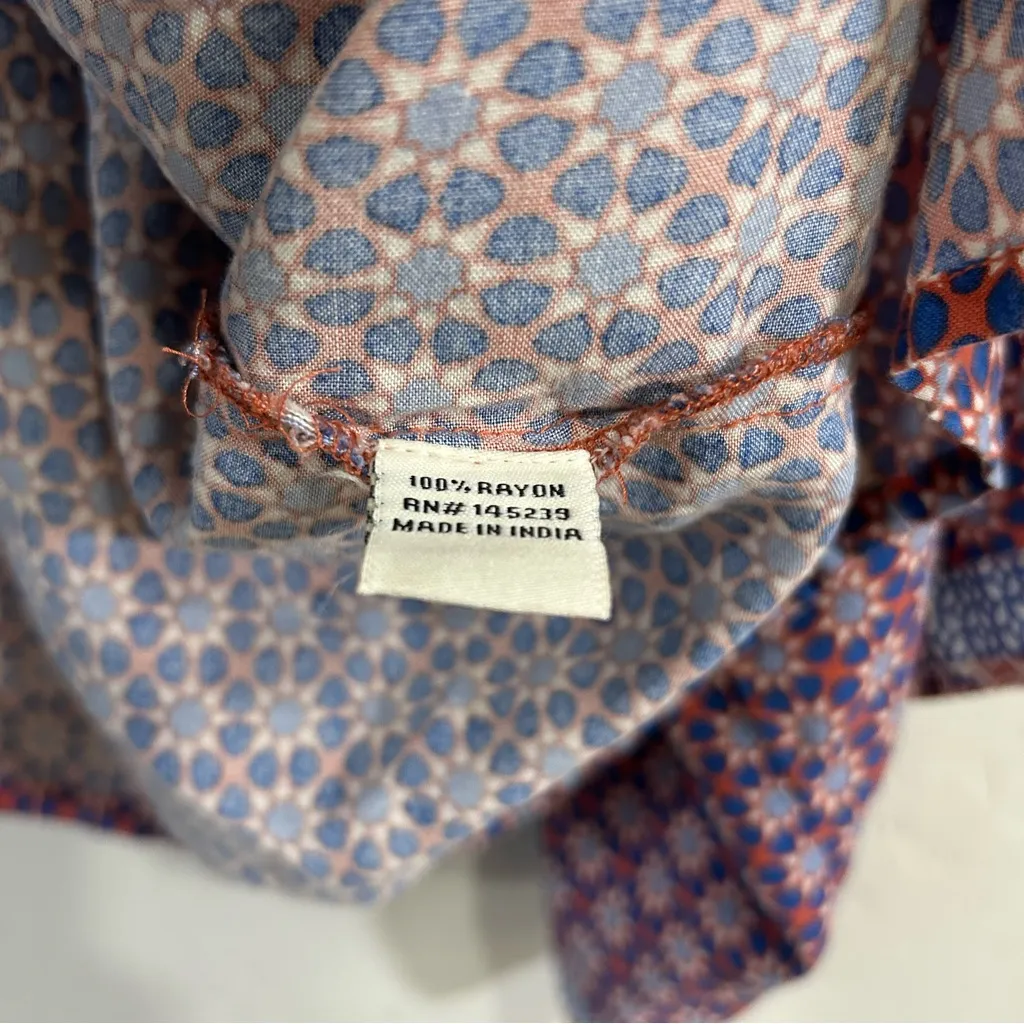 100% RAYON
RN# 145239
MADE IN INDIA